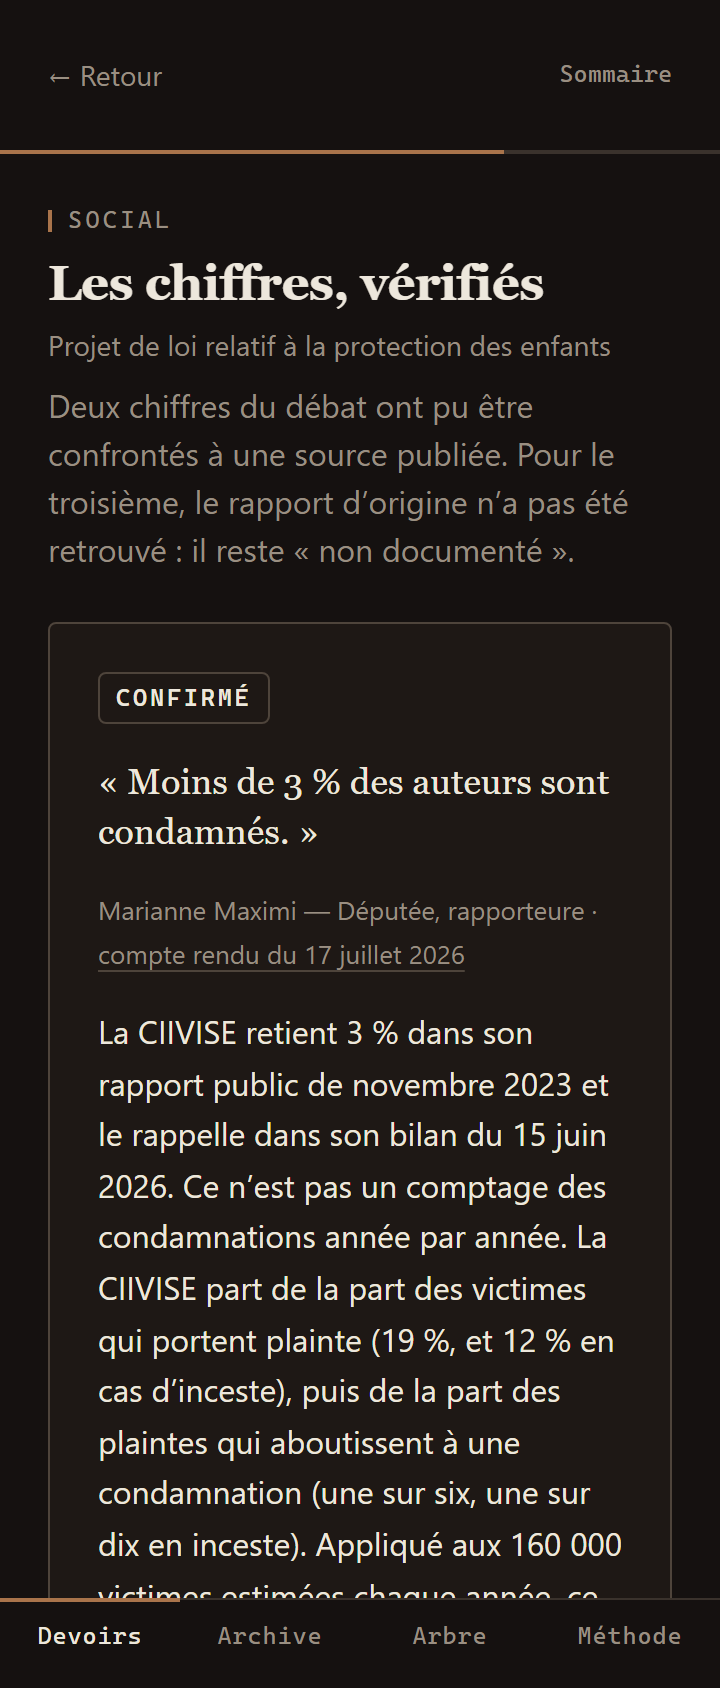 ← Retour
Sommaire
SOCIAL
Les chiffres, vérifiés
Projet de loi relatif à la protection des enfants
Deux chiffres du débat ont pu être
confrontés à une source publiée. Pour le
troisième, le rapport d’origine n’a pas été
retrouvé : il reste « non documenté ».
CONFIRMÉ
« Moins de 3 % des auteurs sont
condamnés. »
Marianne Maximi — Députée, rapporteure ·
compte rendu du 17 juillet 2026
La CIIVISE retient 3 % dans son
rapport public de novembre 2023 et
le rappelle dans son bilan du 15 juin
2026. Ce n’est pas un comptage des
condamnations année par année. La
CIIVISE part de la part des victimes
qui portent plainte (19 %, et 12 % en
cas d’inceste), puis de la part des
plaintes qui aboutissent à une
condamnation (une sur six, une sur
dix en inceste). Appliqué aux 160 000
victimes estimées chaque année, ce
Devoirs
Archive
Arbre
Méthode